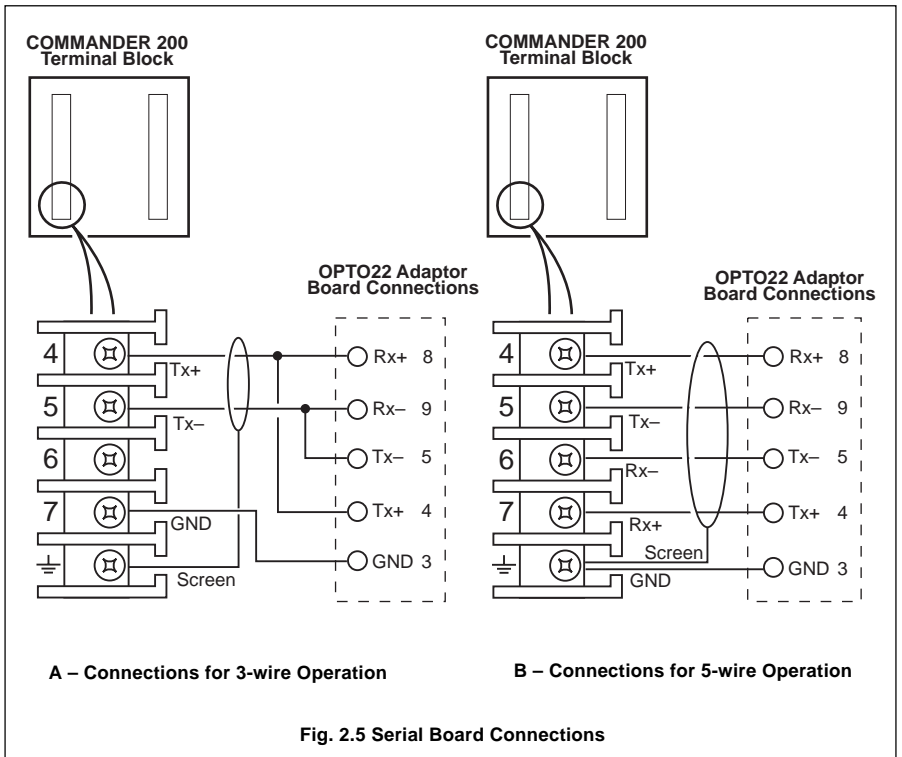 COMMANDER 200
Terminal Block
OPTO22 Adaptor
Board Connections
4
Tx+
Rx+ 8
5
Tx–
Rx– 9
6
Tx– 5
7
GND
Tx+ 4
Screen
GND 3
A – Connections for 3-wire Operation
COMMANDER 200
Terminal Block
OPTO22 Adaptor
Board Connections
4
Tx+
Rx+ 8
5
Tx–
Rx– 9
6
Rx–
Tx– 5
7
Rx+
Tx+ 4
Screen
GND
GND 3
B – Connections for 5-wire Operation
Fig. 2.5 Serial Board Connections